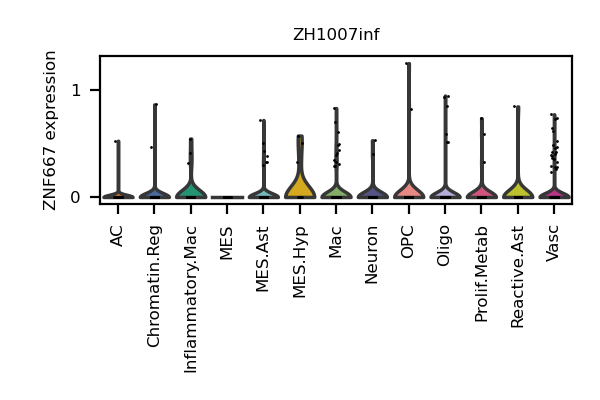 ZH1007inf
ZNF667 expression
1
0
AC
Chromatin.Reg
Inflammatory.Mac
MES
MES.Ast
MES.Hyp
Mac
Neuron
OPC
Oligo
Prolif.Metab
Reactive.Ast
Vasc